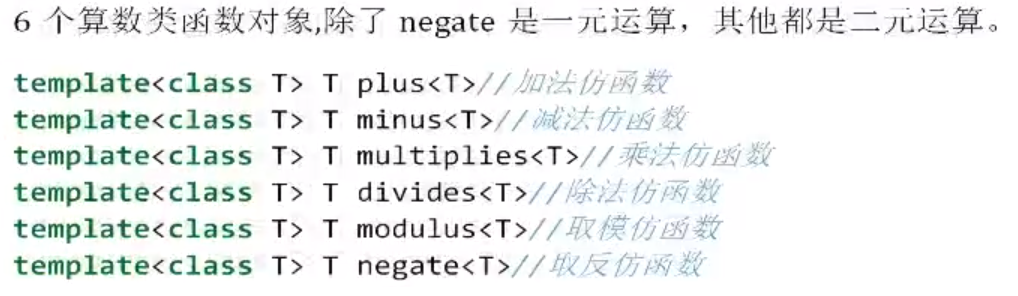 6 个算数类函数对象,除了 negate 是一元运算，其他都是二元运算。
template<class T> T plus<T>//加法仿函数
template<class T> T minus<T>//减法仿函数
template<class T> T multiplies<T>//乘法仿函数
template<class T> T divides<T>//除法仿函数
template<class T> T modulus<T>//取模仿函数
template<class T> T negate<T>//取反仿函数